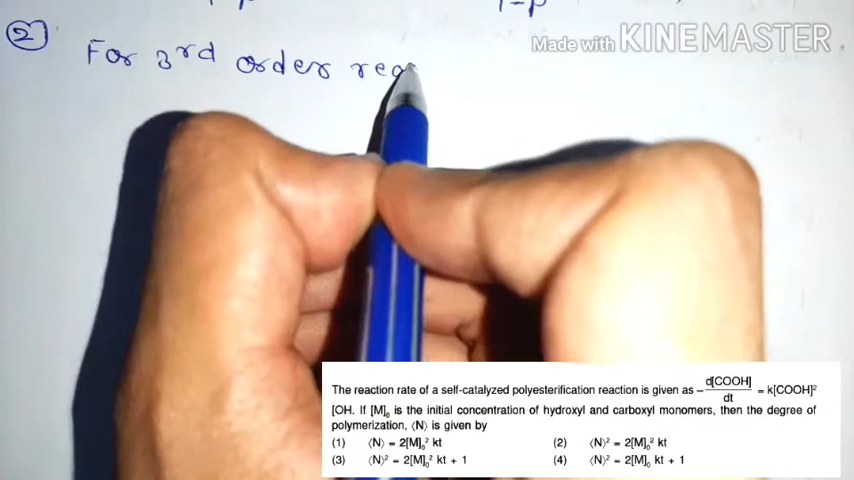 Made with KINEMASTER
② For 3rd order rea
The reaction rate of a self-catalyzed polyesterification reaction is given as –d[COOH]/dt = k[COOH]²
[OH. If [M]₀ is the initial concentration of hydroxyl and carboxyl monomers, then the degree of
polymerization, ⟨N⟩ is given by
(1) ⟨N⟩ = 2[M]₀² kt (2) ⟨N⟩² = 2[M]₀² kt
(3) ⟨N⟩² = 2[M]₀² kt + 1 (4) ⟨N⟩² = 2[M]₀ kt + 1